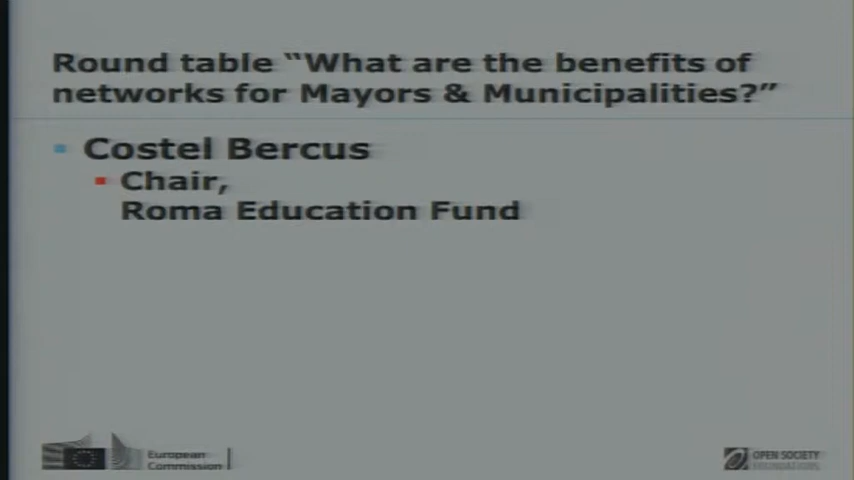 Round table “What are the benefits of
networks for Mayors & Municipalities?”
Costel Bercus
Chair,
Roma Education Fund
European
Commission
OPEN SOCIETY
FOUNDATIONS